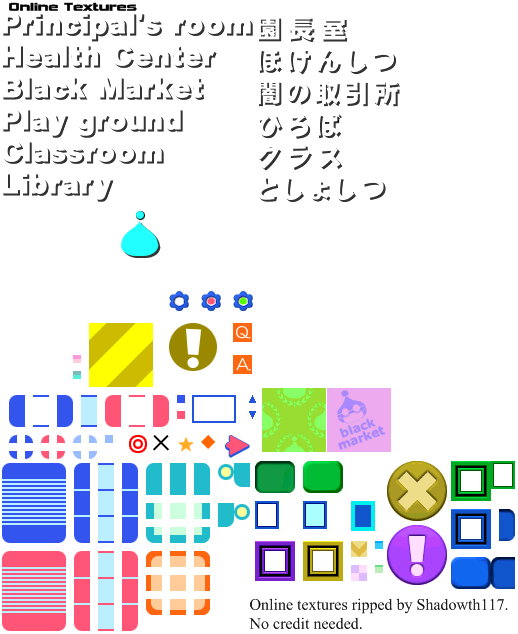 Online Textures
Principal's room 園長室
Health Center ほけんしつ
Black Market 闇の取引所
Play ground ひろば
Classroom クラス
Library としょしつ
Q
A
black
market
Online textures ripped by Shadowth117.
No credit needed.